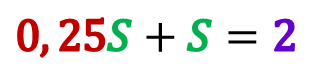 0,25S + S = 2